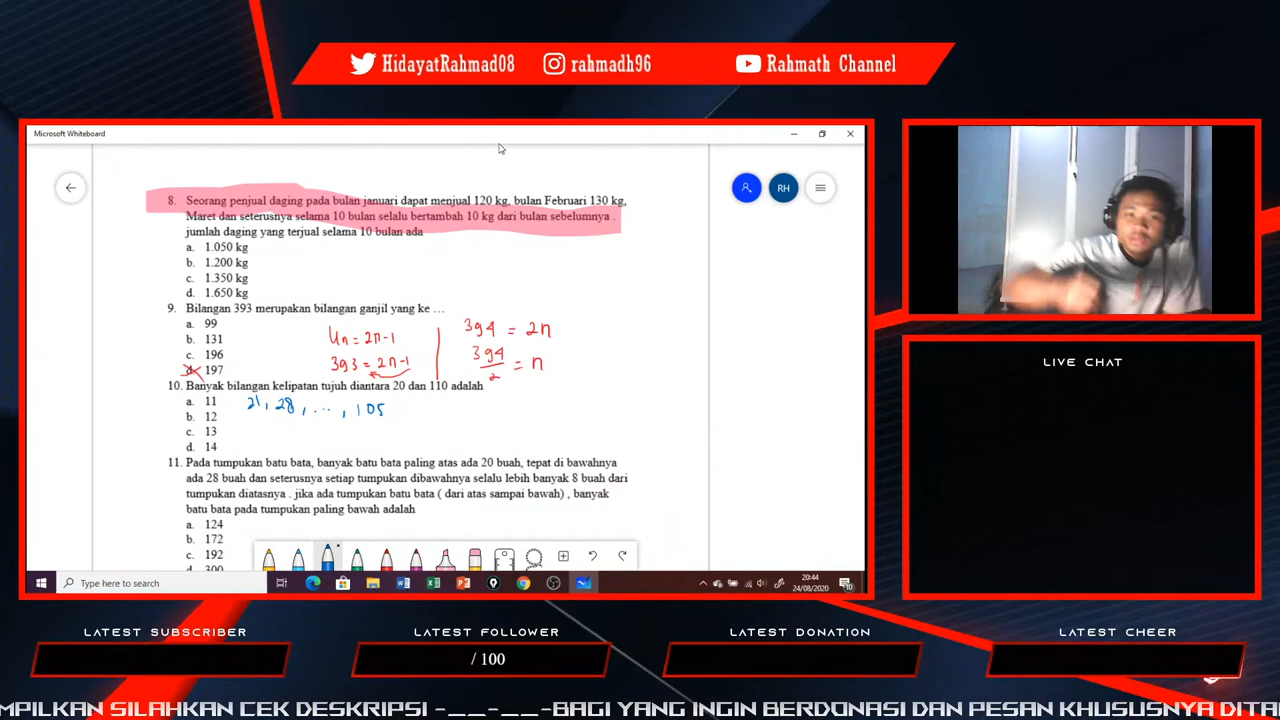 HidayatRahmad08
rahmadh96
Rahmath Channel
Microsoft Whiteboard
RH
8. Seorang penjual daging pada bulan januari dapat menjual 120 kg, bulan Februari 130 kg,
Maret dan seterusnya selama 10 bulan selalu bertambah 10 kg dari bulan sebelumnya .
jumlah daging yang terjual selama 10 bulan ada
a. 1.050 kg
b. 1.200 kg
c. 1.350 kg
d. 1.650 kg
9. Bilangan 393 merupakan bilangan ganjil yang ke …
a. 99
b. 131
c. 196
d. 197
Un = 2n-1
393 = 2n-1
394 = 2n
394/2 = n
10. Banyak bilangan kelipatan tujuh diantara 20 dan 110 adalah
a. 11
b. 12
c. 13
d. 14
21, 28, ..., 105
11. Pada tumpukan batu bata, banyak batu bata paling atas ada 20 buah, tepat di bawahnya
ada 28 buah dan seterusnya setiap tumpukan dibawahnya selalu lebih banyak 8 buah dari
tumpukan diatasnya . jika ada tumpukan batu bata ( dari atas sampai bawah) , banyak
batu bata pada tumpukan paling bawah adalah
a. 124
b. 172
c. 192
d. 300
Type here to search
20:44
24/08/2020
10
LIVE CHAT
LATEST SUBSCRIBER
LATEST FOLLOWER
LATEST DONATION
LATEST CHEER
/ 100
MPILKAN SILAHKAN CEK DESKRIPSI -__-__-BAGI YANG INGIN BERDONASI DAN PESAN KHUSUSNYA DITA